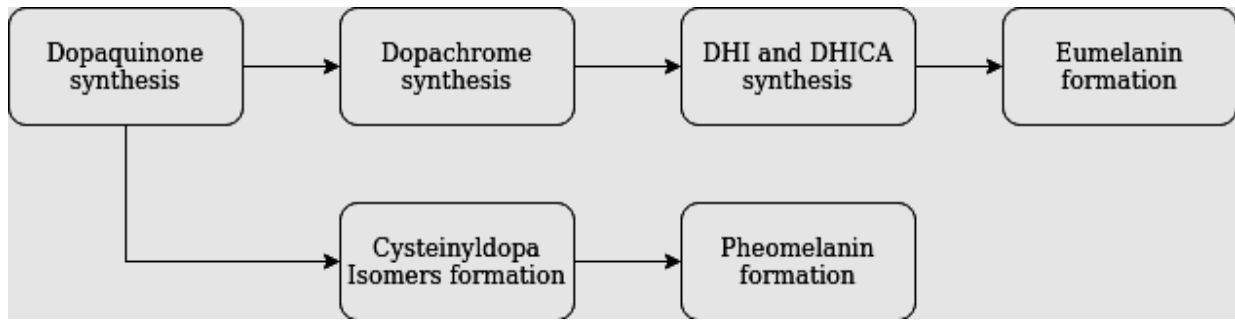 Dopaquinone
synthesis
Dopachrome
synthesis
DHI and DHICA
synthesis
Eumelanin
formation
Cysteinyldopa
Isomers formation
Pheomelanin
formation